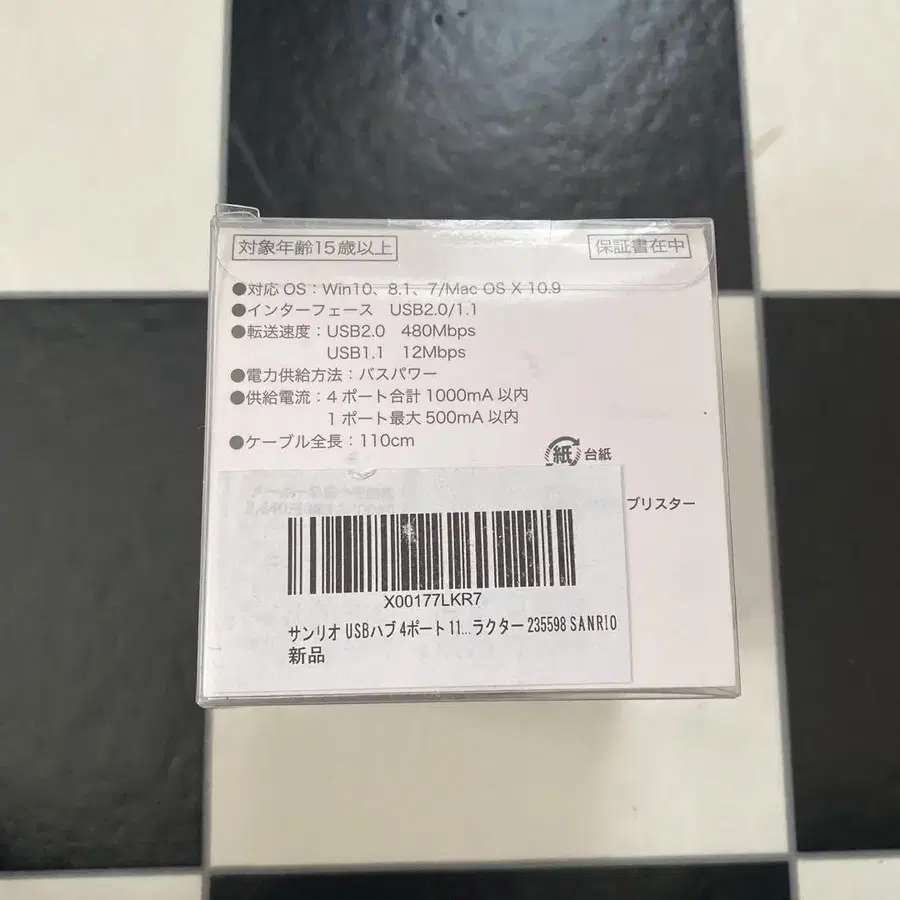 対象年齢15歳以上
保証書在中
●対応 OS：Win10、8.1、7/Mac OS X 10.9
●インターフェース　USB2.0/1.1
●転送速度：USB2.0　480Mbps
USB1.1　12Mbps
●電力供給方法：バスパワー
●供給電流：4 ポート合計 1000mA 以内
1 ポート最大 500mA 以内
●ケーブル全長：110cm
紙 台紙
ブリスター
X00177LKR7
サンリオ USBハブ 4ポート 11...ラクター 235598 SANRIO
新品